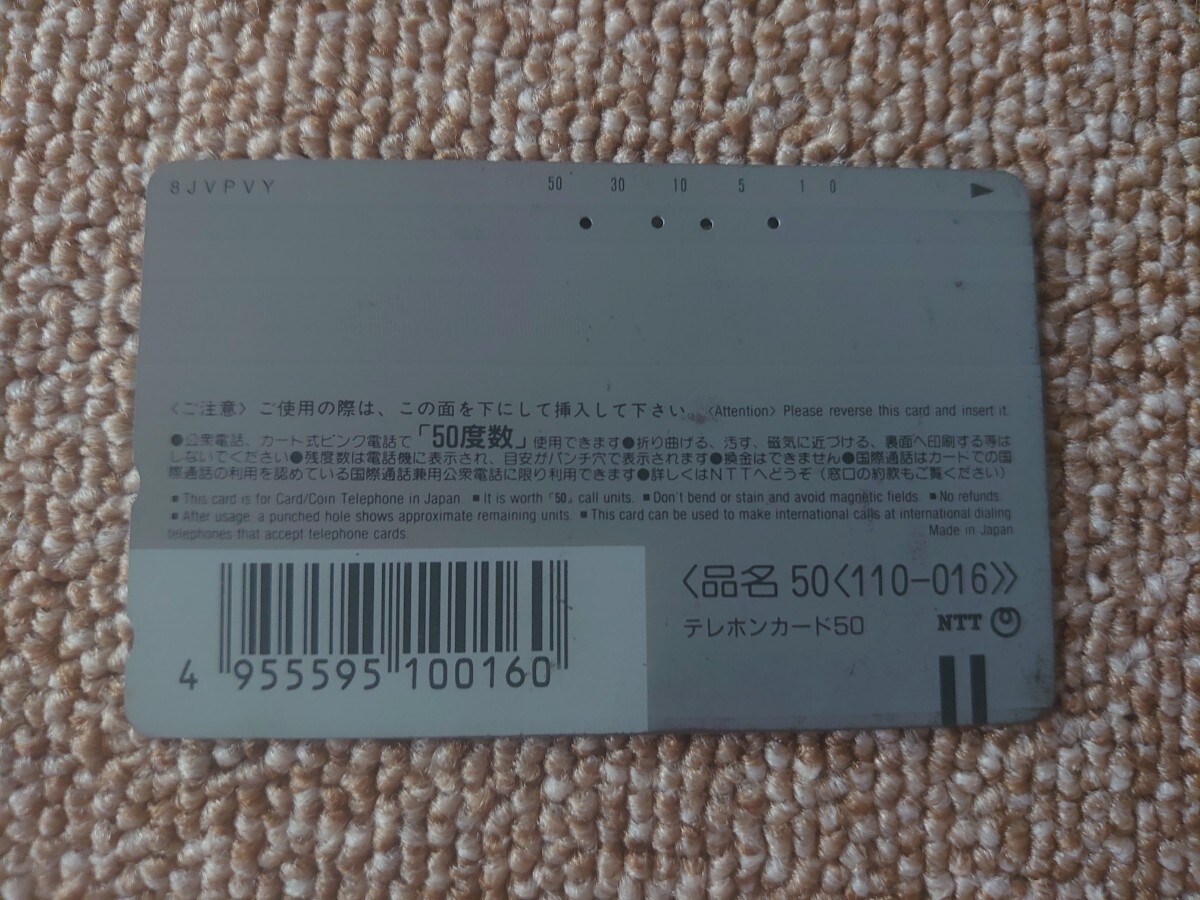 8JVPVY 50 30 10 5 1 0
〈ご注意〉ご使用の際は、この面を下にして挿入して下さい。〈Attention〉 Please reverse this card and insert it.
●公衆電話、カード式ピンク電話で「50度数」使用できます●折り曲げる、汚す、磁気に近づける、裏面へ印刷する等は
しないでください●残度数は電話機に表示され、目安がパンチ穴で表示されます●換金はできません●国際通話はカードでの国
際通話の利用を認めている国際通話兼用公衆電話に限り利用できます●詳しくはNTTへどうぞ(窓口の約款もご覧ください)
■ This card is for Card/Coin Telephone in Japan. ■ It is worth「50」call units. ■ Don't bend or stain and avoid magnetic fields. ■ No refunds.
■ After usage, a punched hole shows approximate remaining units. ■ This card can be used to make international calls at international dialing
telephones that accept telephone cards. Made in Japan
〈品名 50〈110-016〉〉
テレホンカード50 NTT
4 955595 100160